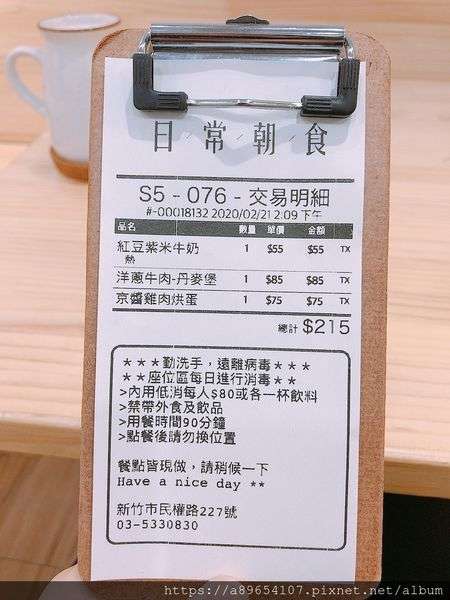 日常朝食
S5 - 076 - 交易明細
#-00018132 2020/02/21 2:09 下午
品名 數量 單價 金額
紅豆紫米牛奶 1 $55 $55 TX
熱
洋蔥牛肉-丹麥堡 1 $85 $85 TX
京醬雞肉烘蛋 1 $75 $75 TX
總計 $215
***勤洗手，遠離病毒***
**座位區每日進行消毒**
>內用低消每人$80或各一杯飲料
>禁帶外食及飲品
>用餐時間90分鐘
>點餐後請勿換位置
餐點皆現做，請稍候一下
Have a nice day **
新竹市民權路227號
03-5330830
https://a89654107.pixnet.net/album